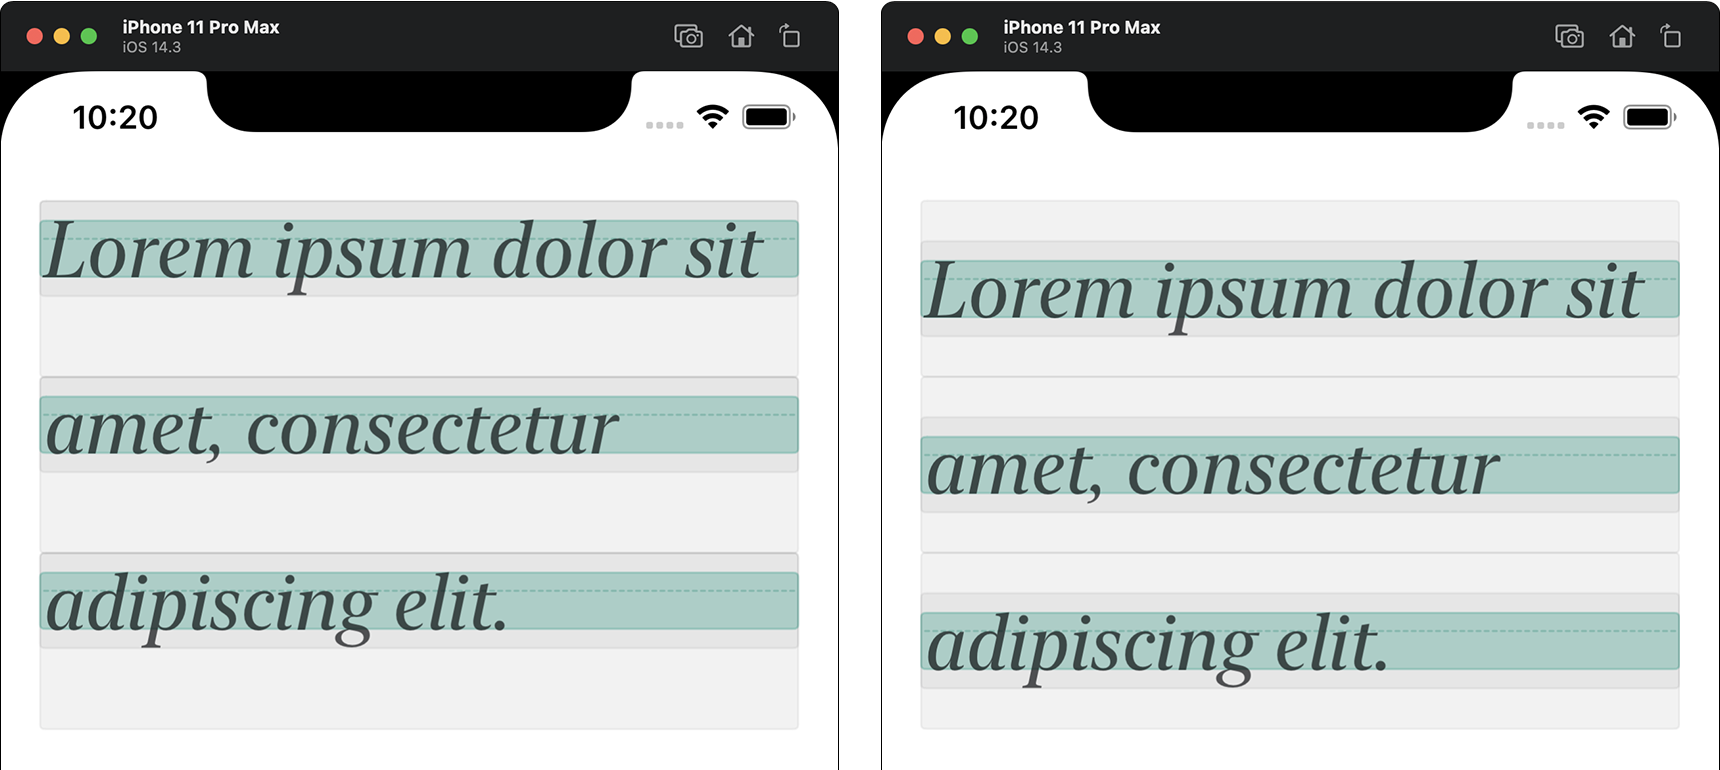 iPhone 11 Pro Max
iOS 14.3
10:20
Lorem ipsum dolor sit
amet, consectetur
adipiscing elit.
iPhone 11 Pro Max
iOS 14.3
10:20
Lorem ipsum dolor sit
amet, consectetur
adipiscing elit.